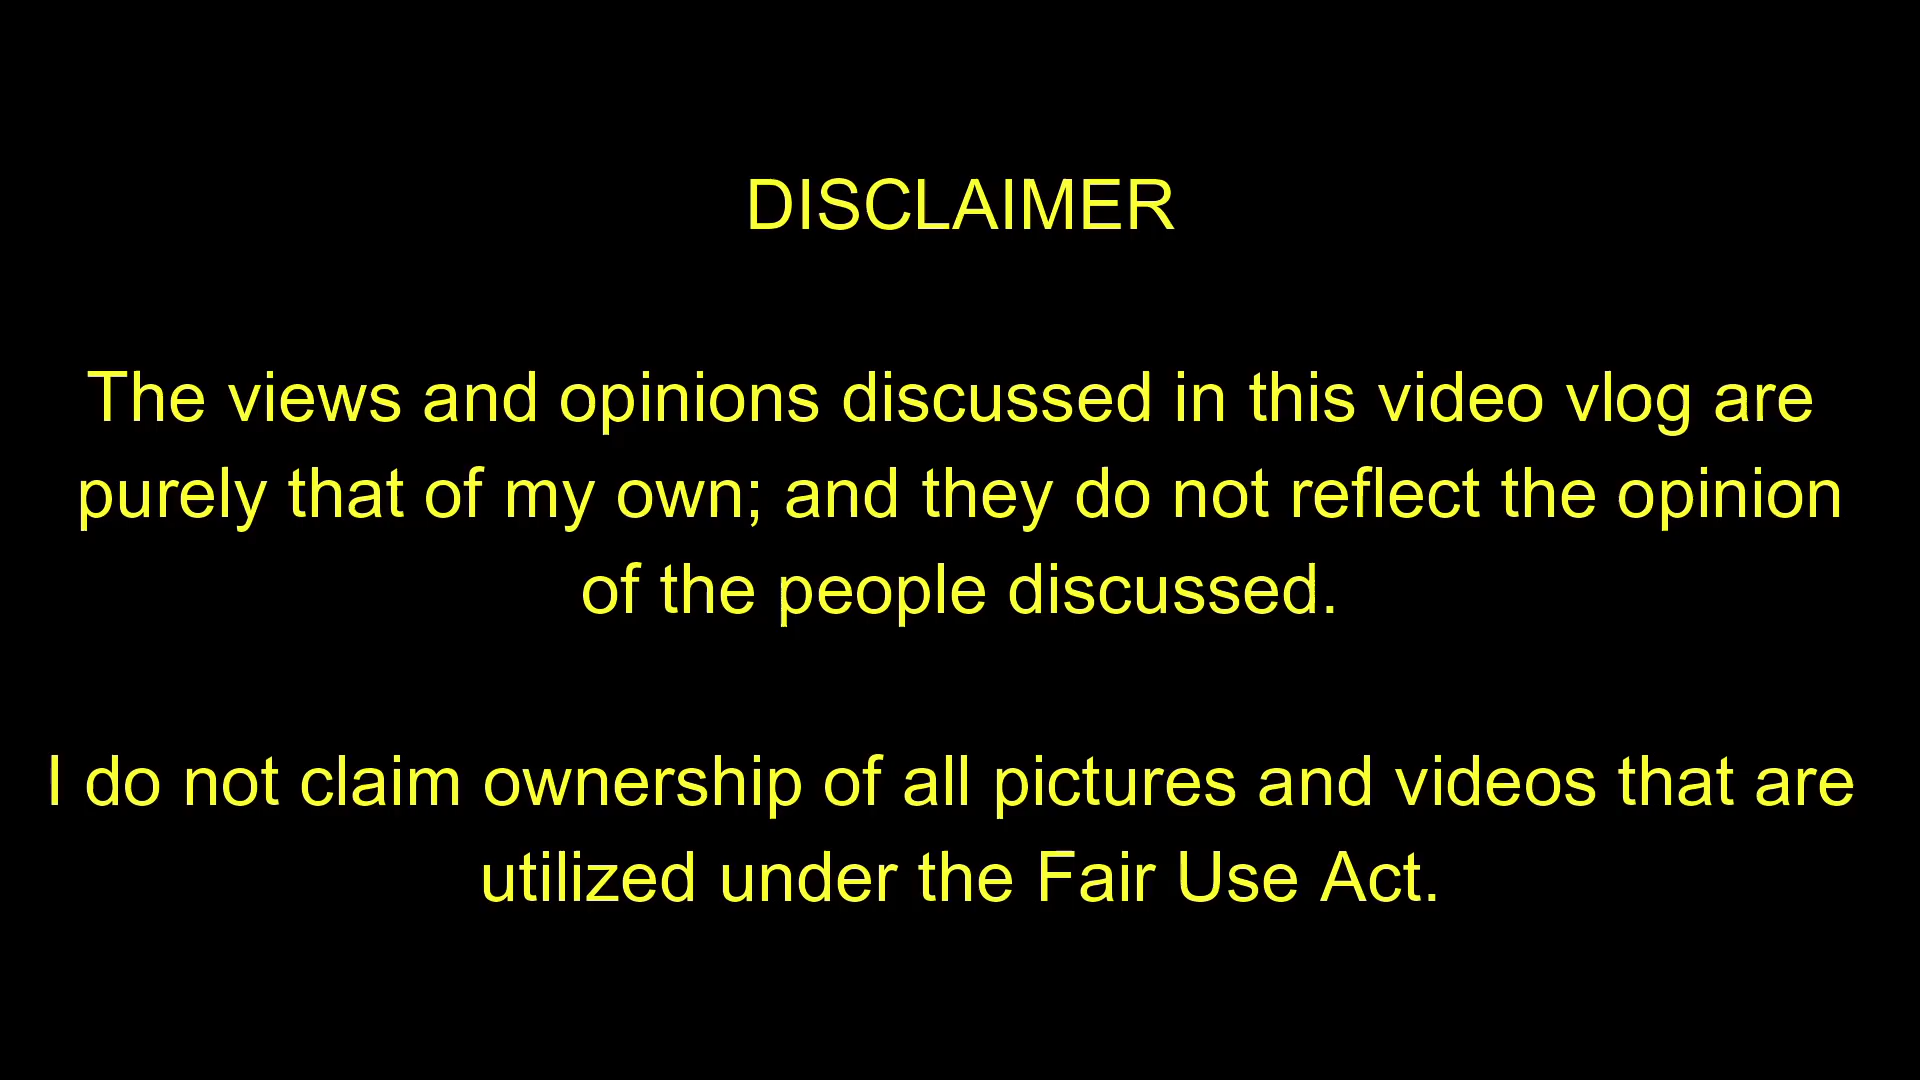 DISCLAIMER
The views and opinions discussed in this video vlog are
purely that of my own; and they do not reflect the opinion
of the people discussed.
I do not claim ownership of all pictures and videos that are
utilized under the Fair Use Act.